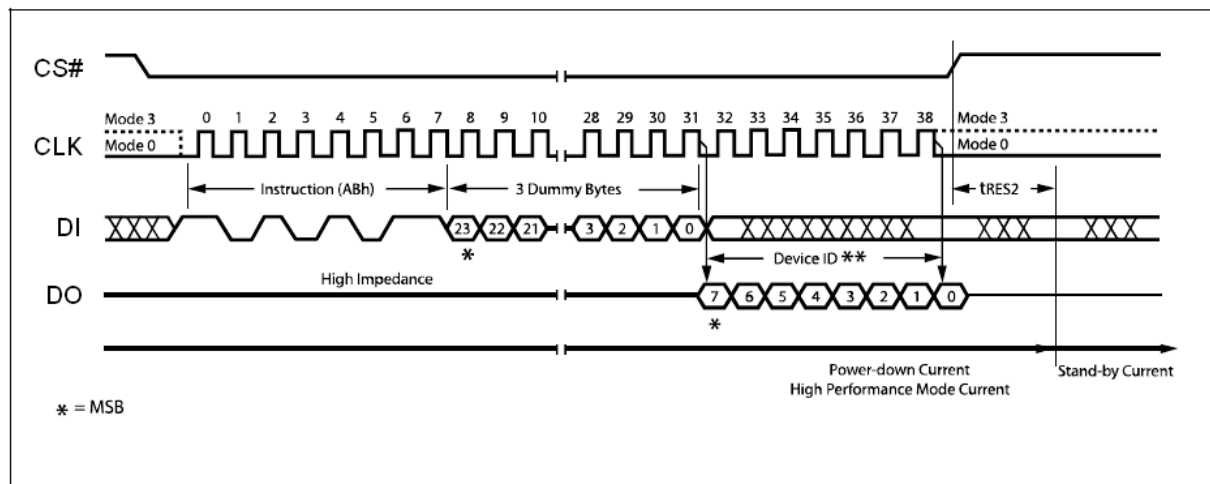 CS#
Mode 3 0 1 2 3 4 5 6 7 8 9 10 28 29 30 31 32 33 34 35 36 37 38 Mode 3
CLK Mode 0 Mode 0
Instruction (ABh) 3 Dummy Bytes tRES2
DI 23 22 21 3 2 1 0
* Device ID **
High Impedance
DO 7 6 5 4 3 2 1 0
*
Power-down Current Stand-by Current
High Performance Mode Current
* = MSB